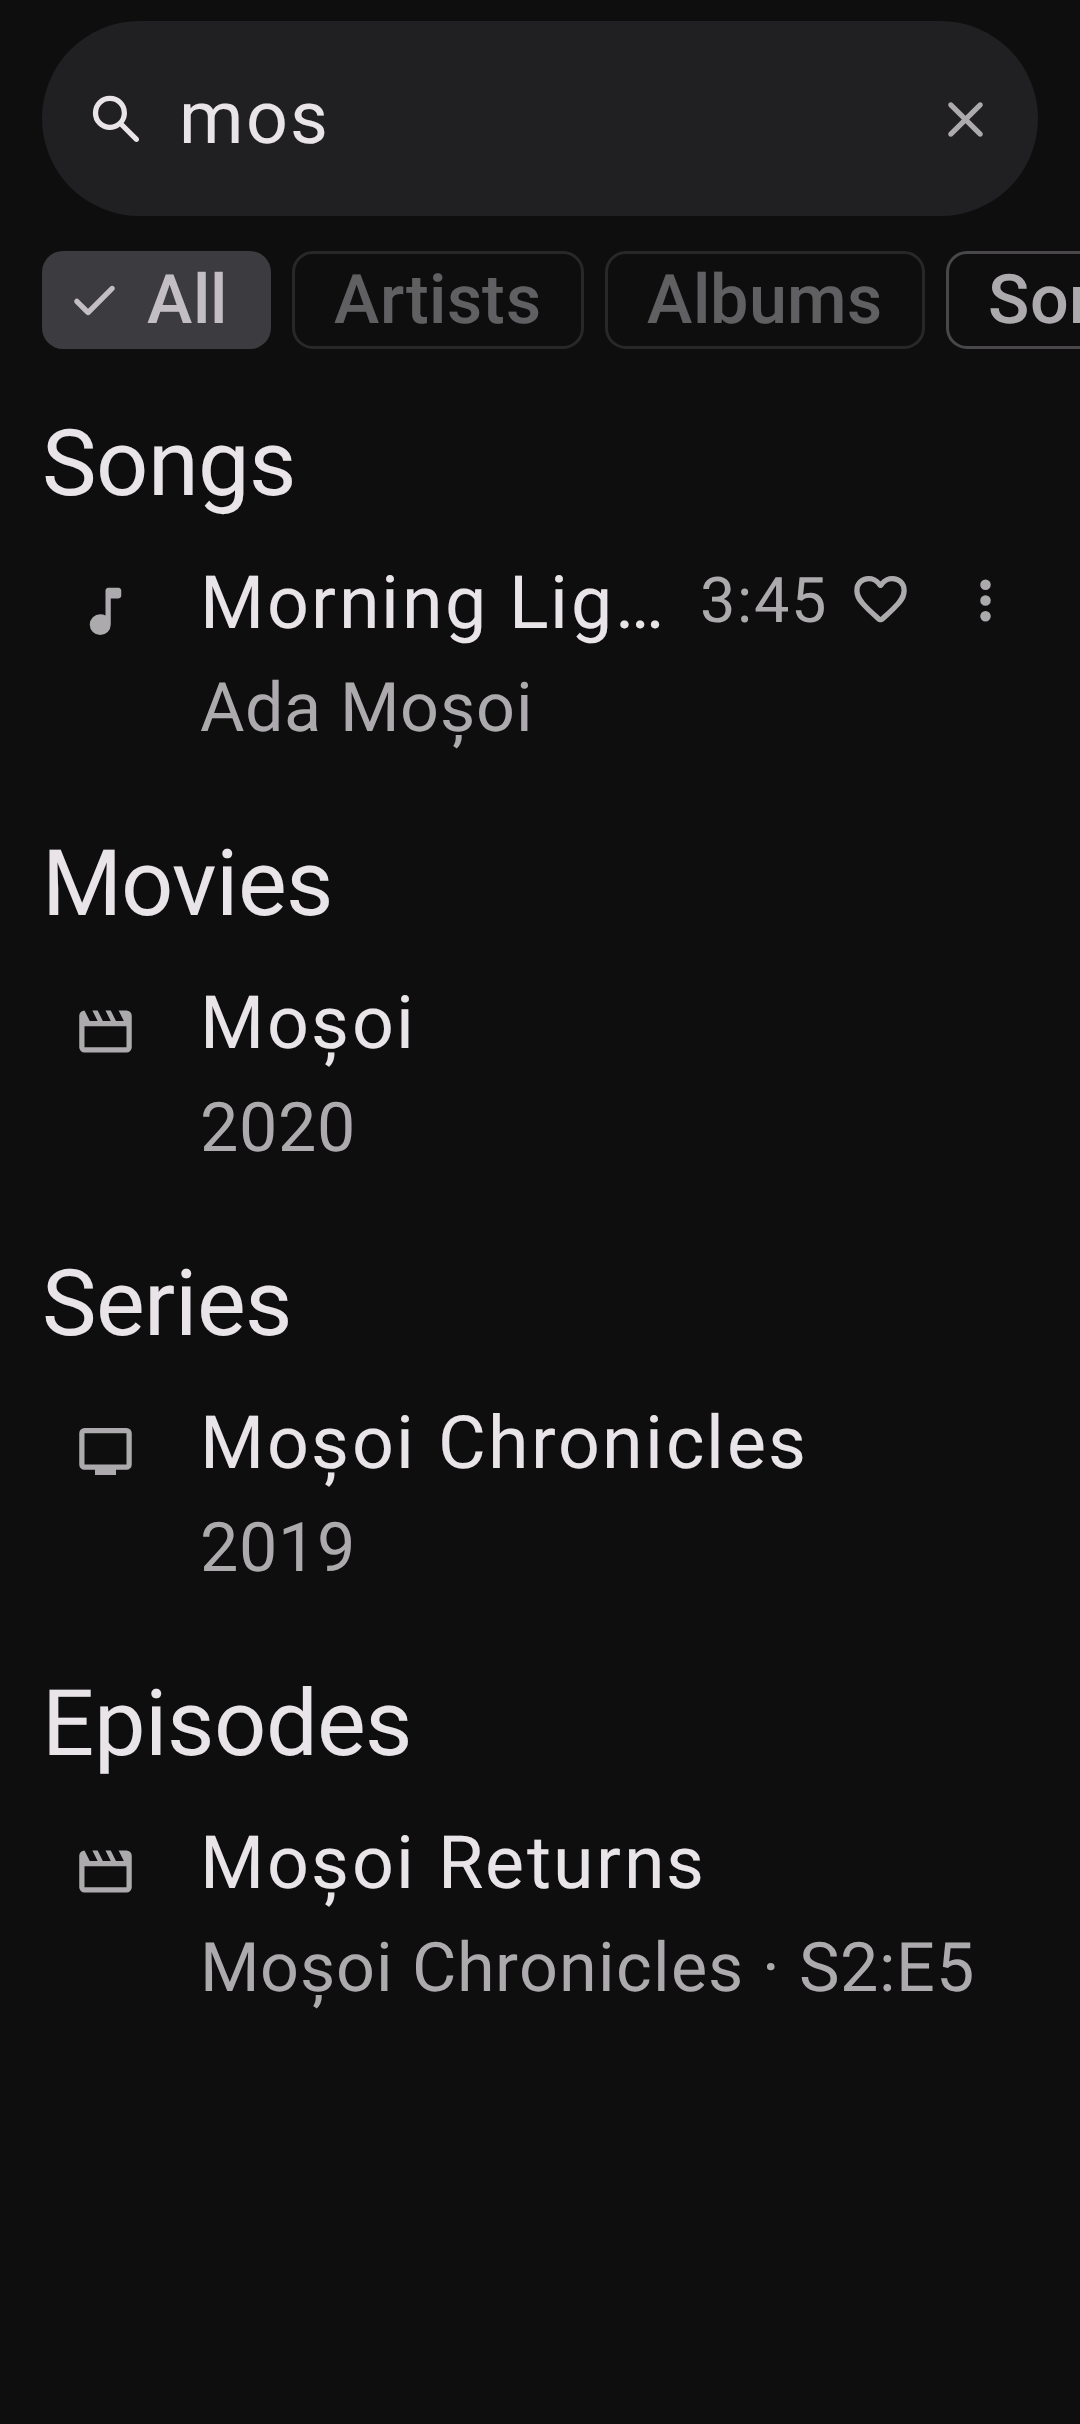 mos
All
Artists
Albums
Songs
Morning Lig…
3:45
Ada Moșoi
Movies
Moșoi
2020
Series
Moșoi Chronicles
2019
Episodes
Moșoi Returns
Moșoi Chronicles · S2:E5